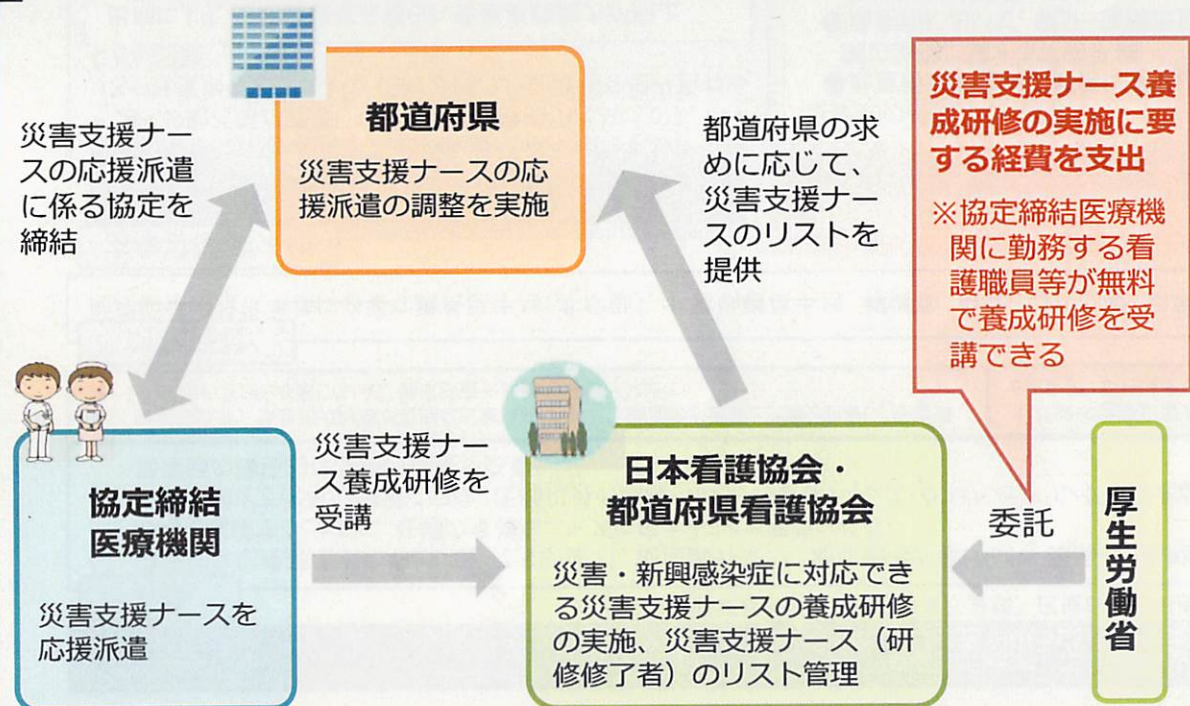 災害支援ナー
スの応援派遣
に係る協定を
締結
都道府県
災害支援ナースの応
援派遣の調整を実施
都道府県の求
めに応じて、
災害支援ナー
スのリストを
提供
災害支援ナース養
成研修の実施に要
する経費を支出
※協定締結医療機
関に勤務する看
護職員等が無料
で養成研修を受
講できる
協定締結
医療機関
災害支援ナースを
応援派遣
災害支援ナー
ス養成研修を
受講
日本看護協会・
都道府県看護協会
災害・新興感染症に対応でき
る災害支援ナースの養成研修
の実施、災害支援ナース（研
修修了者）のリスト管理
委託
厚生労働省